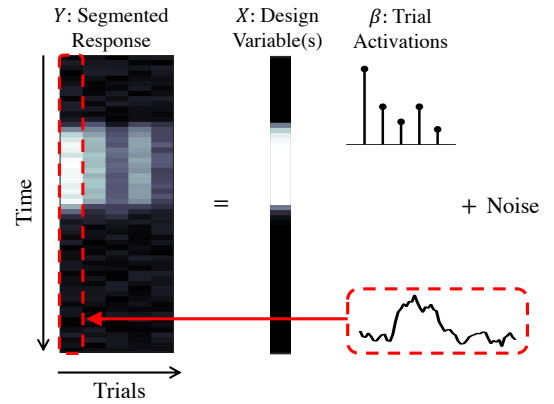 Y: Segmented
Response
X: Design
Variable(s)
β: Trial
Activations
Time
=
+ Noise
Trials